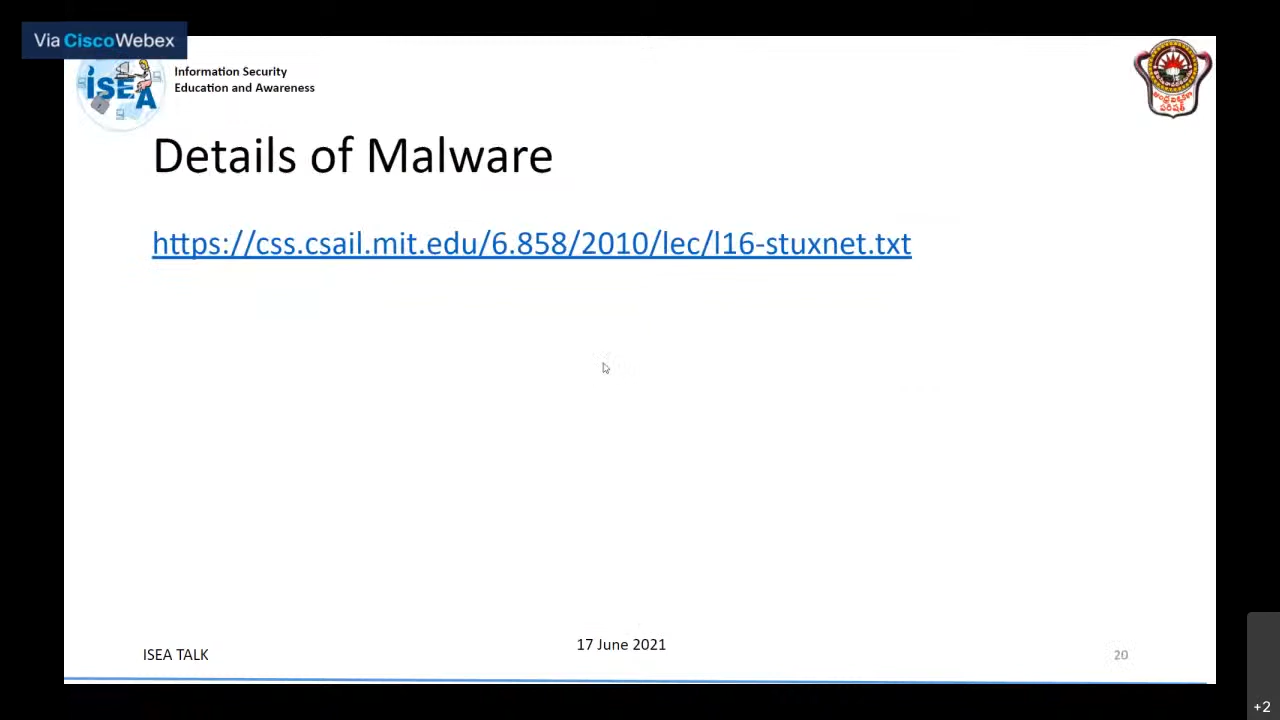 Via CiscoWebex
ISEA
Information Security
Education and Awareness
Details of Malware
https://css.csail.mit.edu/6.858/2010/lec/l16-stuxnet.txt
17 June 2021
ISEA TALK
20
+2